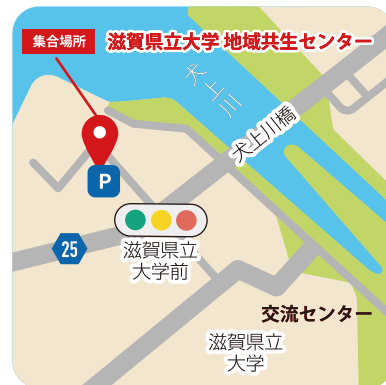 集合場所
滋賀県立大学 地域共生センター
犬上川
犬上川橋
P
25
滋賀県立
大学前
交流センター
滋賀県立
大学